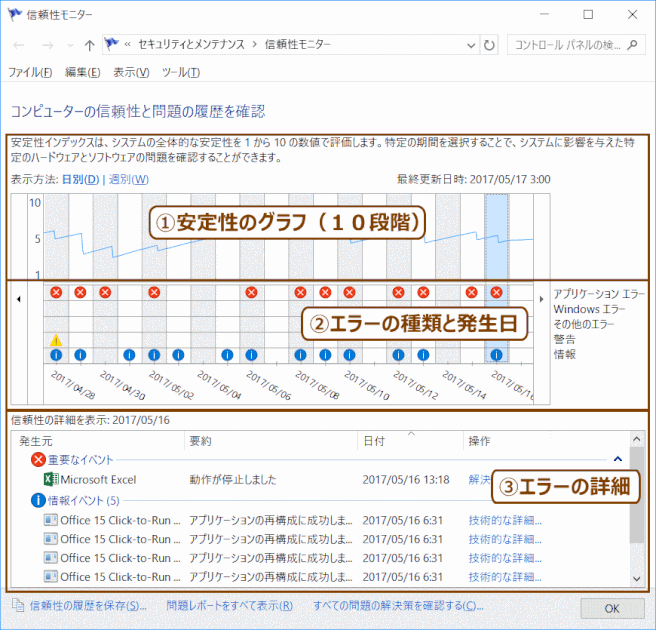 信頼性モニター
« セキュリティとメンテナンス > 信頼性モニター
コントロール パネルの検...
ファイル(F) 編集(E) 表示(V) ツール(T)
コンピューターの信頼性と問題の履歴を確認
安定性インデックスは、システムの全体的な安定性を 1 から 10 の数値で評価します。特定の期間を選択することで、システムに影響を与えた特
定のハードウェアとソフトウェアの問題を確認することができます。
表示方法: 日別(D) | 週別(W)
最終更新日時: 2017/05/17 3:00
10
5
1
①安定性のグラフ（１０段階）
アプリケーション エラー
Windows エラー
その他のエラー
警告
情報
②エラーの種類と発生日
2017/04/28
2017/04/30
2017/05/02
2017/05/04
2017/05/06
2017/05/08
2017/05/10
2017/05/12
2017/05/14
2017/05/16
信頼性の詳細を表示: 2017/05/16
発生元 要約 日付 操作
重要なイベント
Microsoft Excel 動作が停止しました 2017/05/16 13:18 解決
③エラーの詳細
情報イベント (5)
Office 15 Click-to-Run ... アプリケーションの再構成に成功しま... 2017/05/16 6:31 技術的な詳細...
Office 15 Click-to-Run ... アプリケーションの再構成に成功しま... 2017/05/16 6:31 技術的な詳細...
Office 15 Click-to-Run ... アプリケーションの再構成に成功しま... 2017/05/16 6:31 技術的な詳細...
Office 15 Click-to-Run ... アプリケーションの再構成に成功しま... 2017/05/16 6:31 技術的な詳細...
信頼性の履歴を保存(S)... 問題レポートをすべて表示(R) すべての問題の解決策を確認する(C)...
OK